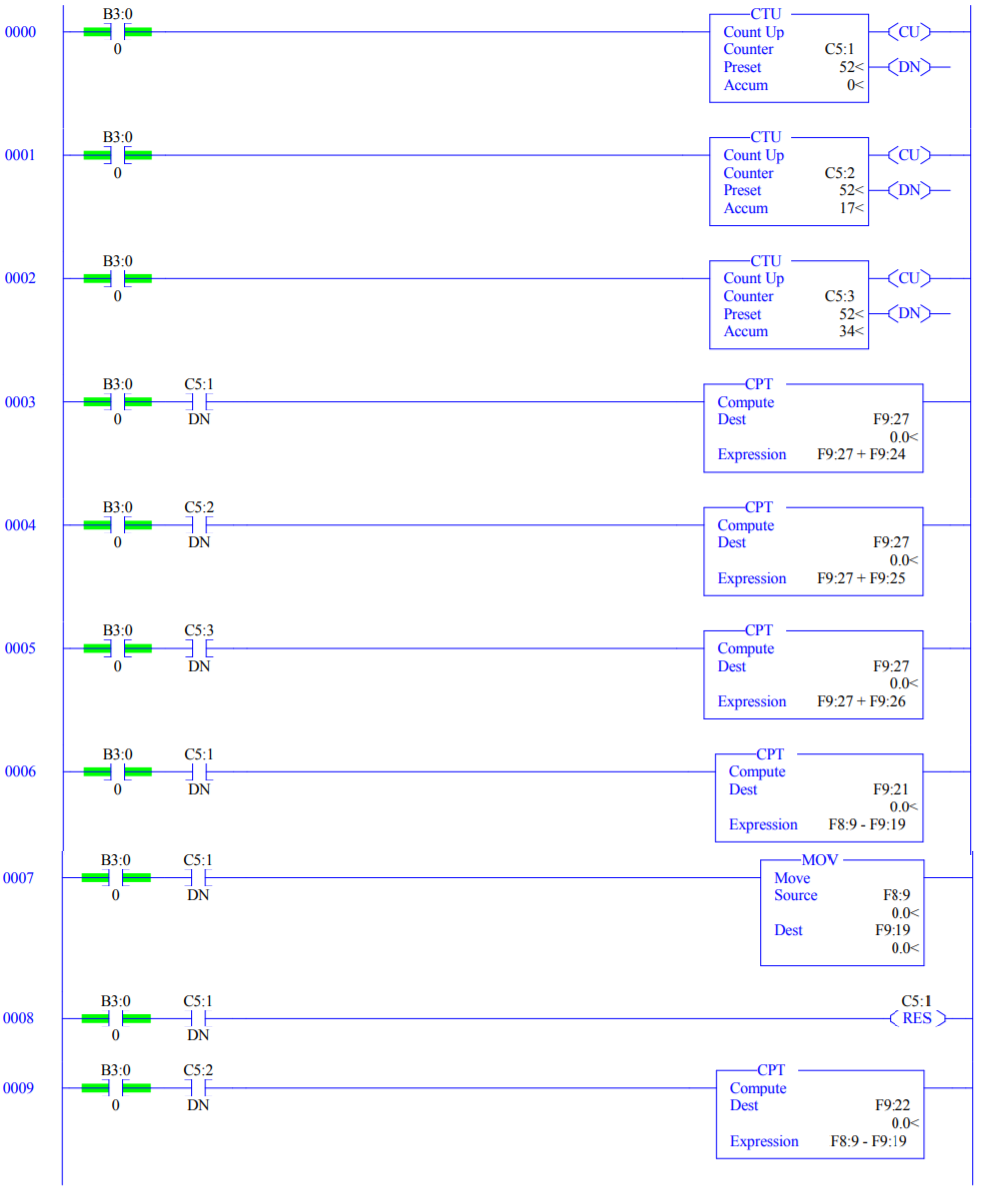 B3:0 CTU
0000 Count Up CU
0 Counter C5:1
Preset 52< DN
Accum 0<
B3:0 CTU
0001 Count Up CU
0 Counter C5:2
Preset 52< DN
Accum 17<
B3:0 CTU
0002 Count Up CU
0 Counter C5:3
Preset 52< DN
Accum 34<
B3:0 C5:1 CPT
0003 Compute
0 DN Dest F9:27
0.0<
Expression F9:27 + F9:24
B3:0 C5:2 CPT
0004 Compute
0 DN Dest F9:27
0.0<
Expression F9:27 + F9:25
B3:0 C5:3 CPT
0005 Compute
0 DN Dest F9:27
0.0<
Expression F9:27 + F9:26
B3:0 C5:1 CPT
0006 Compute
0 DN Dest F9:21
0.0<
Expression F8:9 - F9:19
B3:0 C5:1 MOV
0007 Move
0 DN Source F8:9
0.0<
Dest F9:19
0.0<
B3:0 C5:1 C5:1
0008 RES
0 DN
B3:0 C5:2 CPT
0009 Compute
0 DN Dest F9:22
0.0<
Expression F8:9 - F9:19